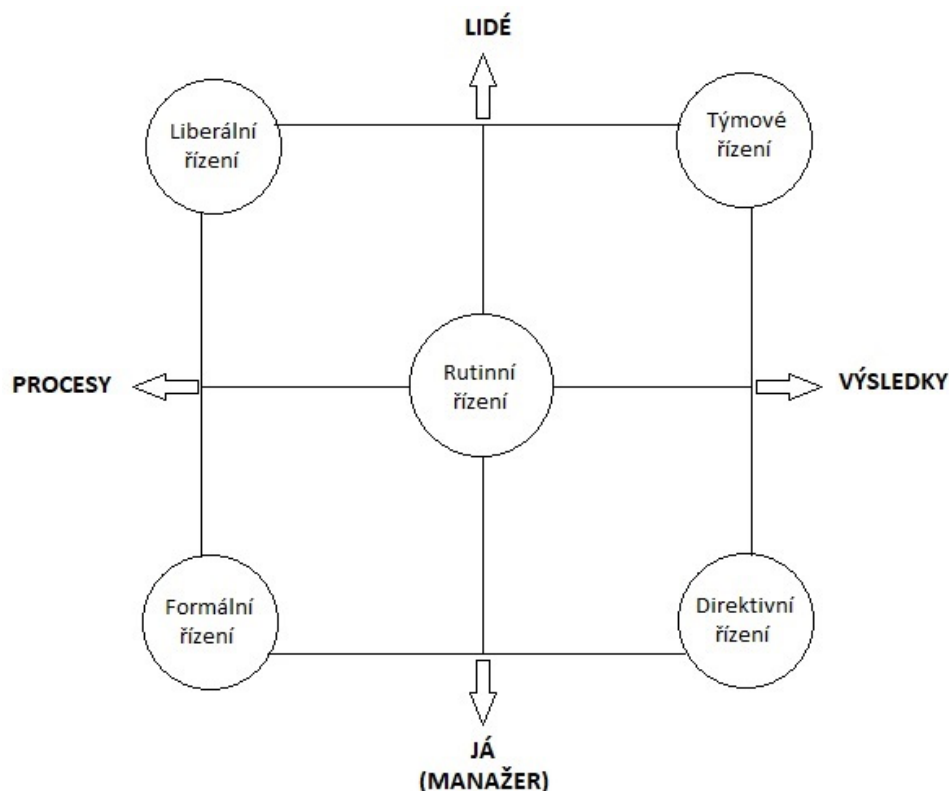 LIDÉ
Liberální
řízení
Týmové
řízení
PROCESY
Rutinní
řízení
VÝSLEDKY
Formální
řízení
Direktivní
řízení
JÁ
(MANAŽER)